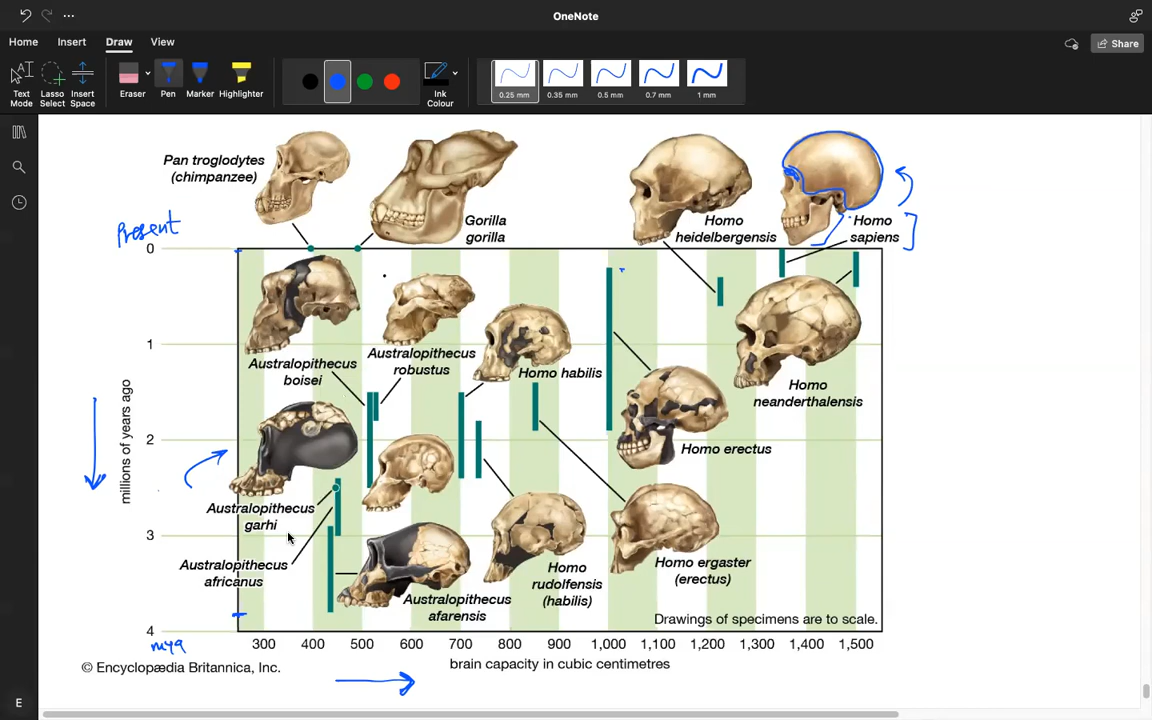 OneNote
Home
Insert
Draw
View
Share
Text
Mode
Lasso
Select
Insert
Space
Eraser
Pen
Marker
Highlighter
Ink
Colour
0.25 mm
0.35 mm
0.5 mm
0.7 mm
1 mm
Pan troglodytes
(chimpanzee)
Gorilla
gorilla
Homo
heidelbergensis
Homo
sapiens
Present
0
Australopithecus
boisei
Australopithecus
robustus
Homo habilis
Homo
neanderthalensis
1
millions of years ago
2
Homo erectus
Australopithecus
garhi
3
Australopithecus
africanus
Australopithecus
afarensis
Homo
rudolfensis
(habilis)
Homo ergaster
(erectus)
Drawings of specimens are to scale.
4
mya
300 400 500 600 700 800 900 1,000 1,100 1,200 1,300 1,400 1,500
brain capacity in cubic centimetres
© Encyclopædia Britannica, Inc.
E